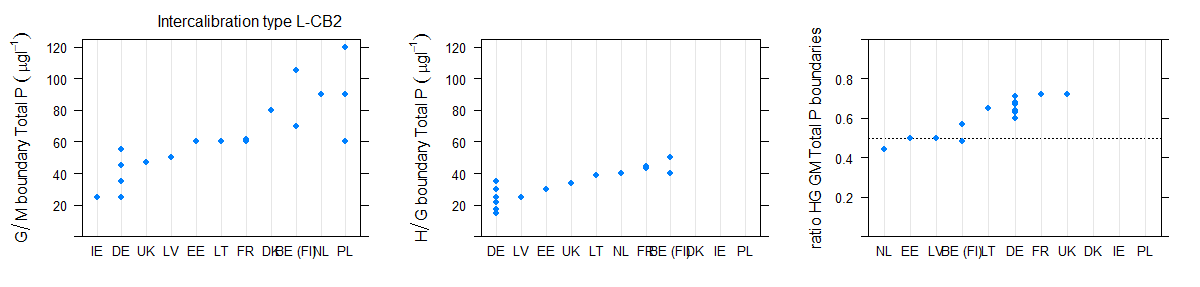 Intercalibration type L-CB2
G/M boundary Total P ( μgl⁻¹)
120
100
80
60
40
20
IE DE UK LV EE LT FR DK BE (FI) NL PL
H/G boundary Total P ( μgl⁻¹)
120
100
80
60
40
20
DE LV EE UK LT NL FR BE (FI) DK IE PL
ratio HG GM Total P boundaries
0.8
0.6
0.4
0.2
NL EE LV BE (FI) LT DE FR UK DK IE PL